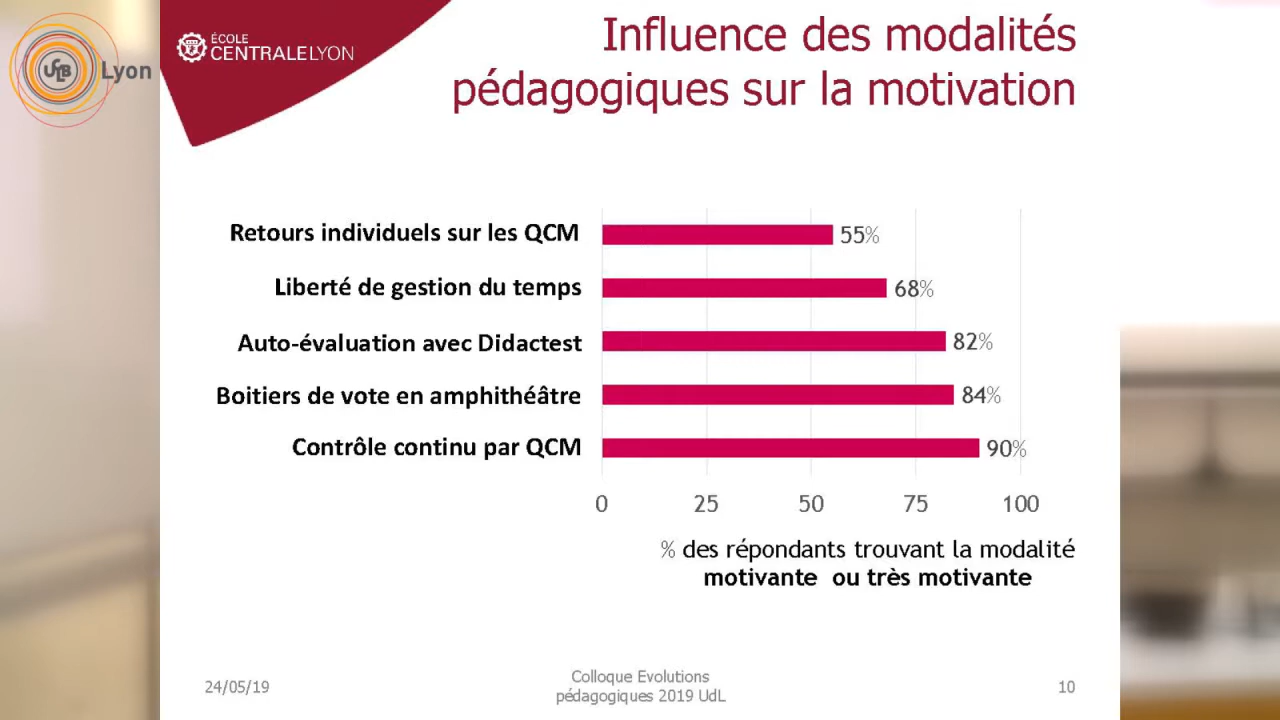 USLB Lyon
ÉCOLE
CENTRALELYON
Influence des modalités
pédagogiques sur la motivation
Retours individuels sur les QCM 55%
Liberté de gestion du temps 68%
Auto-évaluation avec Didactest 82%
Boitiers de vote en amphithéâtre 84%
Contrôle continu par QCM 90%
0 25 50 75 100
% des répondants trouvant la modalité
motivante ou très motivante
24/05/19
Colloque Evolutions
pédagogiques 2019 UdL
10